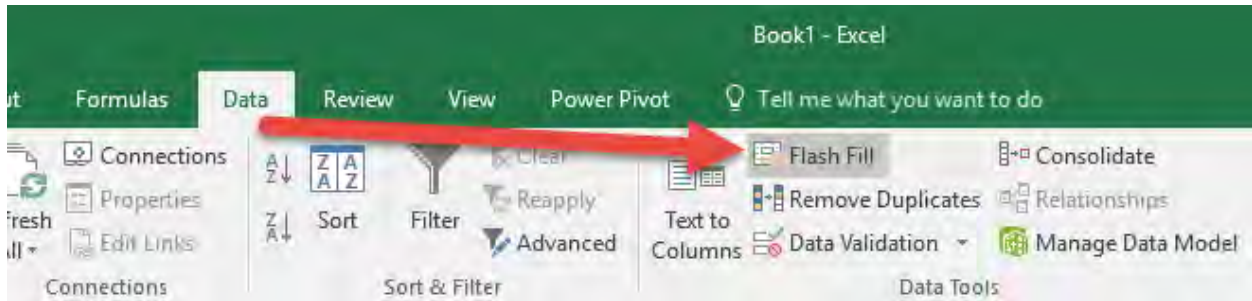 Book1 - Excel
Formulas Data Review View Power Pivot Tell me what you want to do
Connections
Properties
Edit Links
Sort
Filter
Clear
Reapply
Advanced
Text to
Columns
Flash Fill
Remove Duplicates
Data Validation
Consolidate
Relationships
Manage Data Model
Connections
Sort & Filter
Data Tools